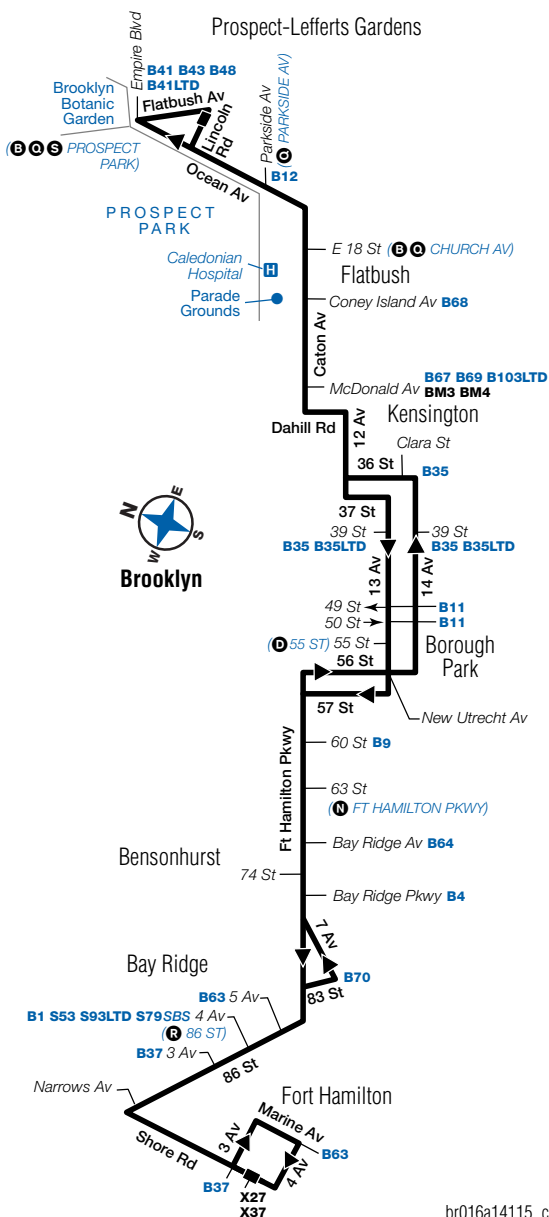 Prospect-Lefferts Gardens
Empire Blvd
B41 B43 B48
B41LTD
Brooklyn
Botanic
Garden
Flatbush Av
Lincoln
Rd
Parkside Av
(Q PARKSIDE AV)
(B Q S PROSPECT
PARK)
Ocean Av
B12
PROSPECT
PARK
E 18 St (B Q CHURCH AV)
Caledonian
Hospital
H
Flatbush
Parade
Grounds
Coney Island Av B68
Caton Av
B67 B69 B103LTD
McDonald Av BM3 BM4
Kensington
Dahill Rd
12 Av
Clara St
36 St
B35
37 St
N
E
S
W
Brooklyn
39 St
B35 B35LTD
39 St
B35 B35LTD
13 Av
14 Av
49 St
B11
50 St
B11
(D 55 ST) 55 St
Borough
Park
56 St
57 St
New Utrecht Av
Ft Hamilton Pkwy
60 St B9
63 St
(N FT HAMILTON PKWY)
Bay Ridge Av B64
Bensonhurst
74 St
Bay Ridge Pkwy B4
7 Av
Bay Ridge
B70
83 St
B63 5 Av
B1 S53 S93LTD S79SBS 4 Av
(R 86 ST)
B37 3 Av
86 St
Narrows Av
Fort Hamilton
Marine Av
3 Av
B63
Shore Rd
4 Av
B37
X27
X37
br016a14115_c